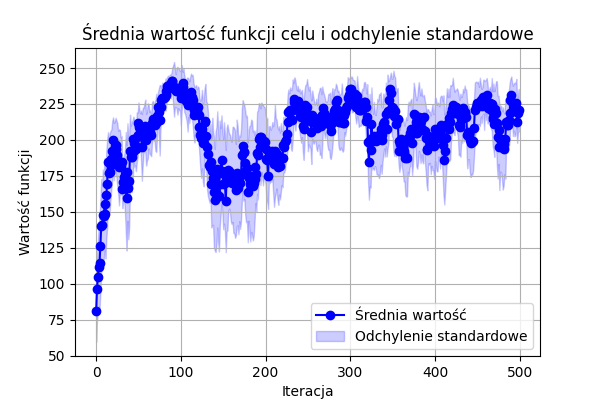 Średnia wartość funkcji celu i odchylenie standardowe
Wartość funkcji
250
225
200
175
150
125
100
75
50
0 100 200 300 400 500
Iteracja
Średnia wartość
Odchylenie standardowe